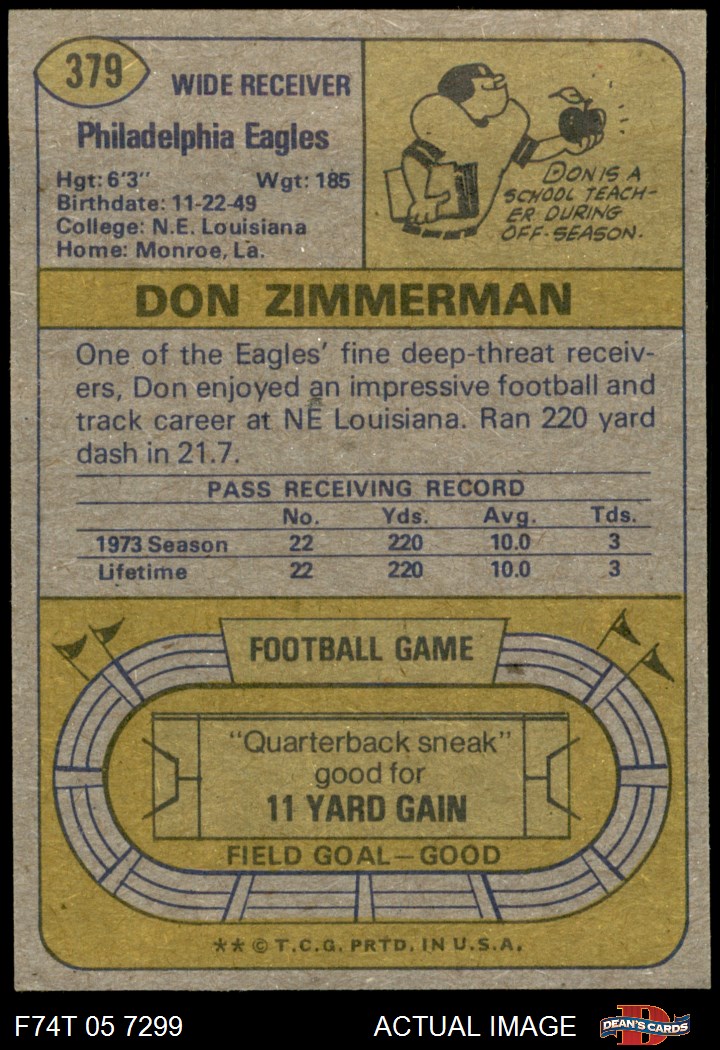 379
WIDE RECEIVER
Philadelphia Eagles
Hgt: 6'3" Wgt: 185
Birthdate: 11-22-49
College: N.E. Louisiana
Home: Monroe, La.
DON IS A
SCHOOL TEACH-
ER DURING
OFF-SEASON.
DON ZIMMERMAN
One of the Eagles' fine deep-threat receiv-
ers, Don enjoyed an impressive football and
track career at NE Louisiana. Ran 220 yard
dash in 21.7.
PASS RECEIVING RECORD
No. Yds. Avg. Tds.
1973 Season 22 220 10.0 3
Lifetime 22 220 10.0 3
FOOTBALL GAME
"Quarterback sneak"
good for
11 YARD GAIN
FIELD GOAL—GOOD
** © T.C.G. PRTD. IN U.S.A.
F74T 05 7299 ACTUAL IMAGE
D
DEAN'S CARDS